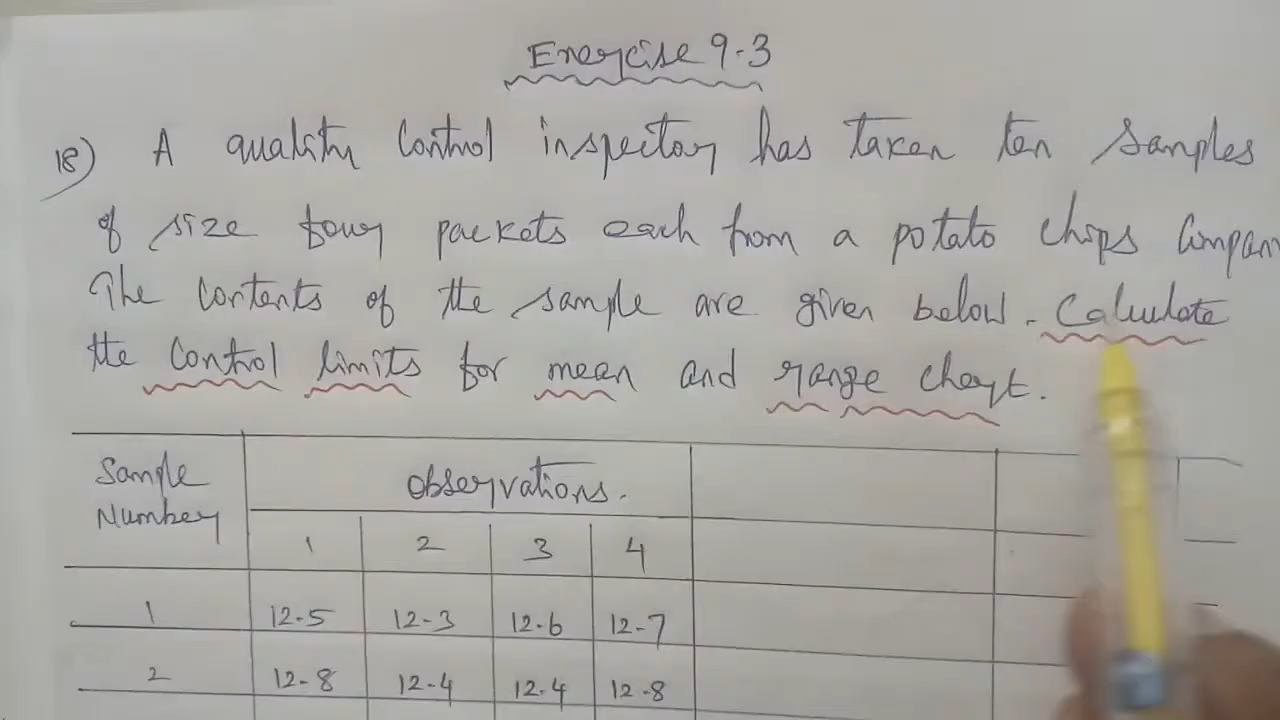 Exercise 9.3
18) A quality control inspector has taken ten samples
of size four packets each from a potato chips Compan
The contents of the sample are given below. Calculate
the control limits for mean and range chart.
Sample Number
Observations.
1 2 3 4
1 12.5 12.3 12.6 12.7
2 12.8 12.4 12.4 12.8